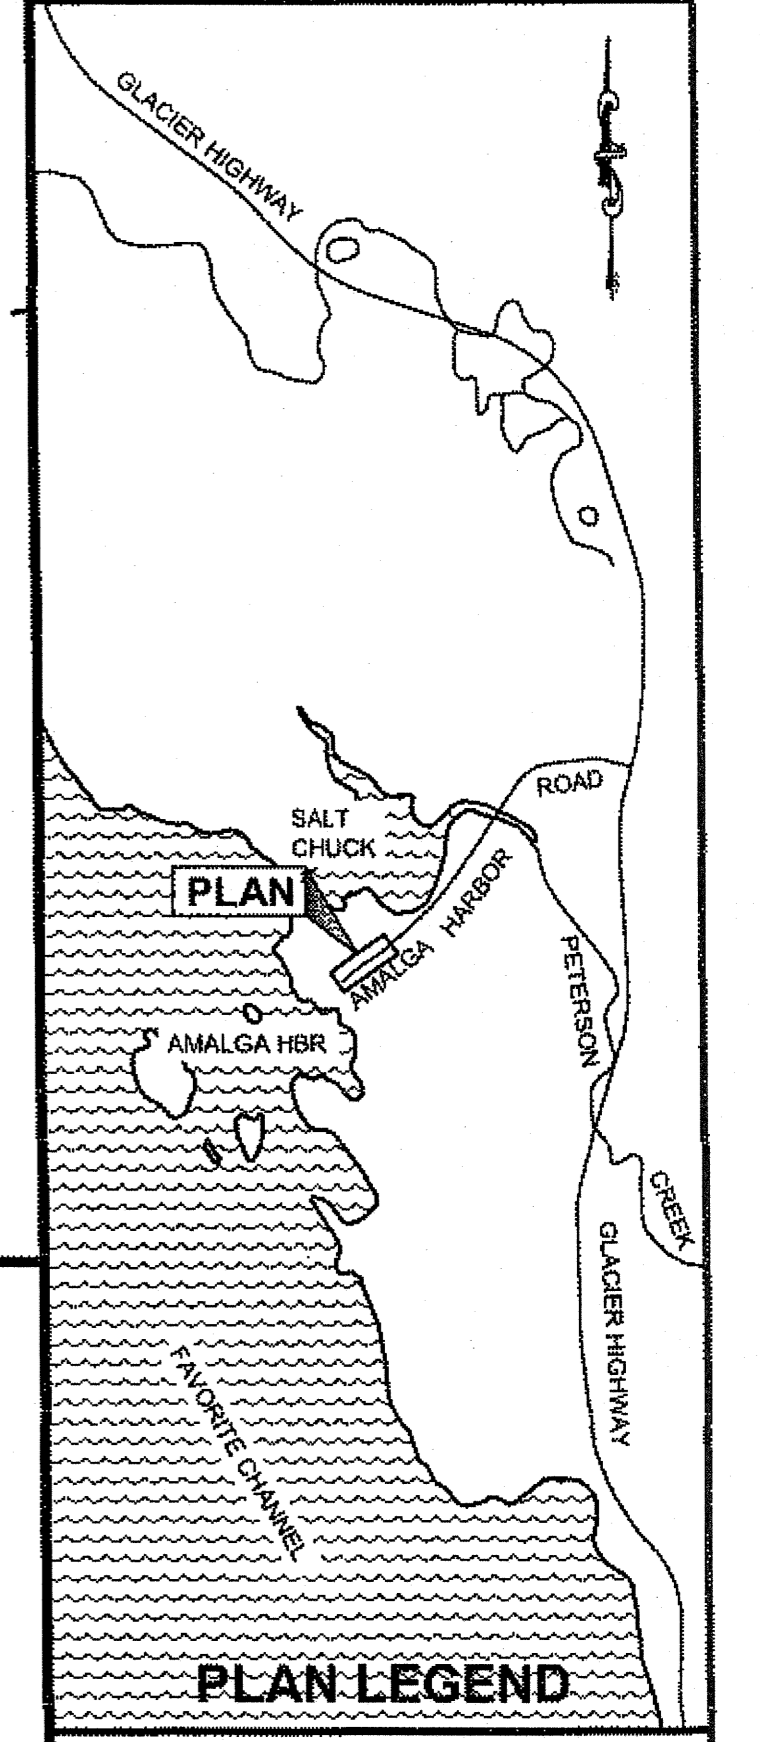 GLACIER HIGHWAY
ROAD
SALT
CHUCK
PLAN
HARBOR
AMALGA
PETERSON
AMALGA HBR
CREEK
GLACIER HIGHWAY
FAVORITE CHANNEL
PLAN LEGEND